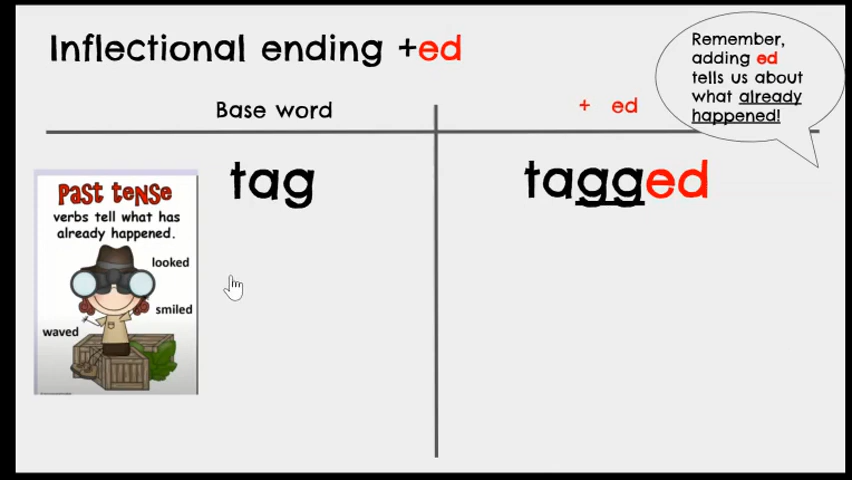 Inflectional ending +ed
Remember,
adding ed
tells us about
what already
happened!
Base word
+ ed
tag
tagged
Past tense
verbs tell what has
already happened.
looked
smiled
waved